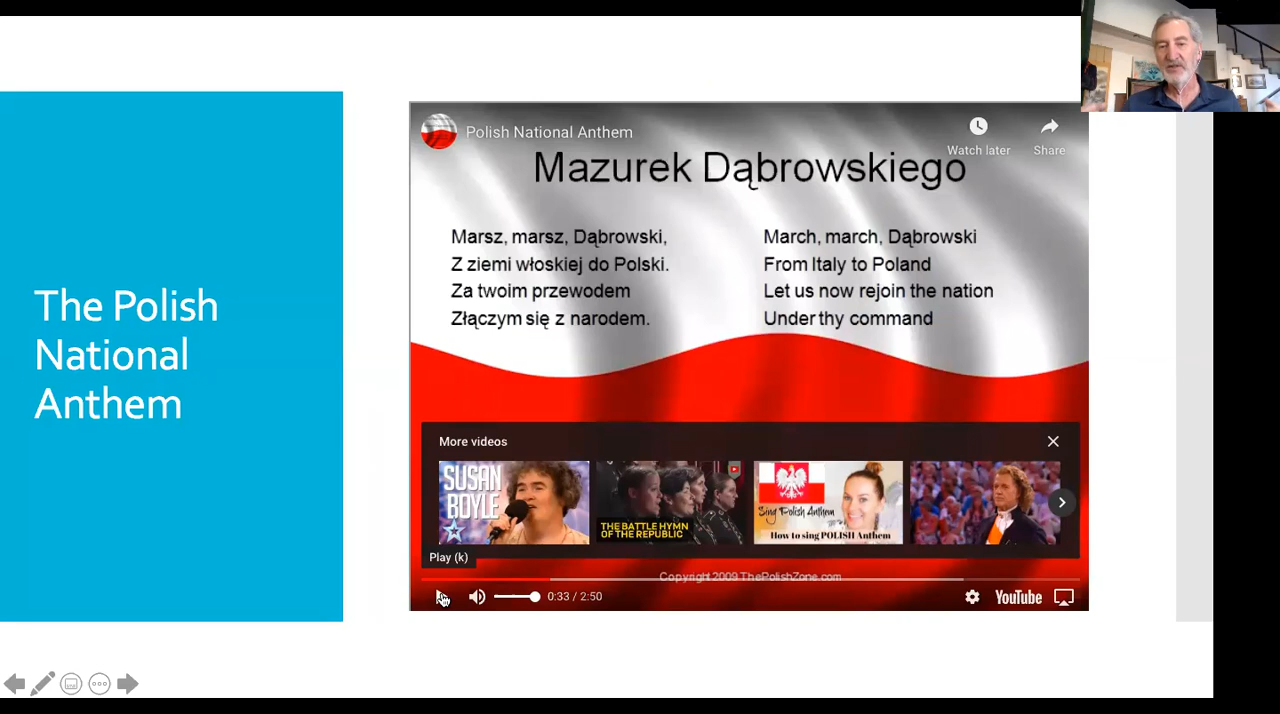 The Polish
National
Anthem
Polish National Anthem
Watch later
Share
Mazurek Dąbrowskiego
Marsz, marsz, Dąbrowski,
Z ziemi włoskiej do Polski.
Za twoim przewodem
Złączym się z narodem.
March, march, Dąbrowski
From Italy to Poland
Let us now rejoin the nation
Under thy command
More videos
SUSAN
BOYLE
THE BATTLE HYMN
OF THE REPUBLIC
Sing Polish Anthem
How to sing POLISH Anthem
Play (k)
Copyright 2009 ThePolishZone.com
0:33 / 2:50
YouTube